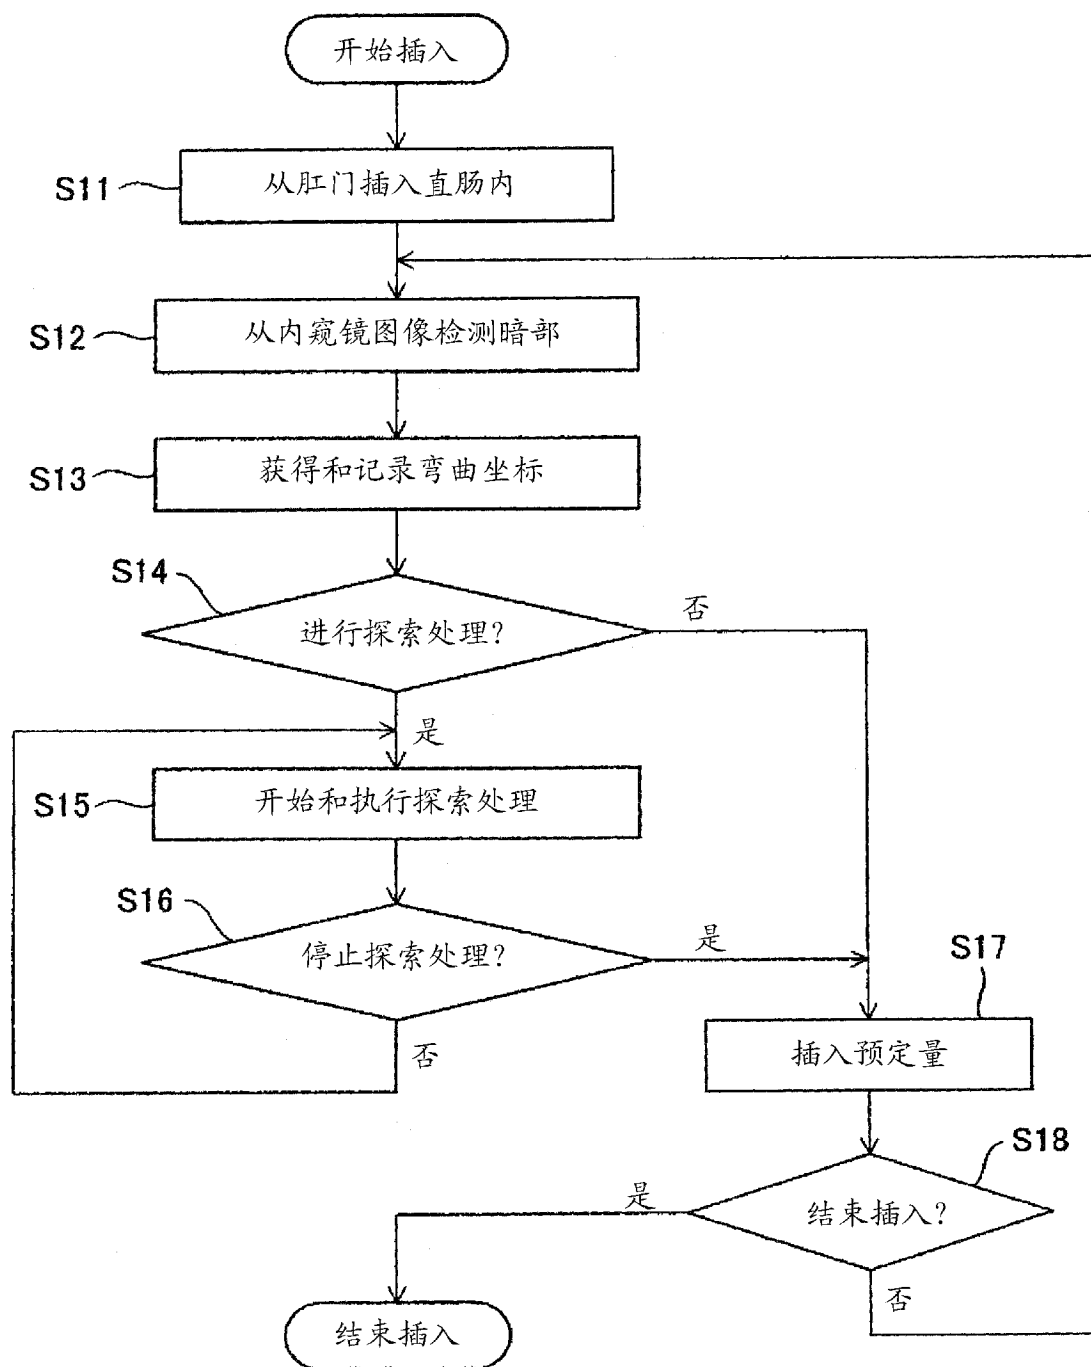 开始插入
S11
从肛门插入直肠内
S12
从内窥镜图像检测暗部
S13
获得和记录弯曲坐标
S14
进行探索处理?
否
是
S15
开始和执行探索处理
S16
停止探索处理?
是
否
S17
插入预定量
S18
结束插入?
是
否
结束插入